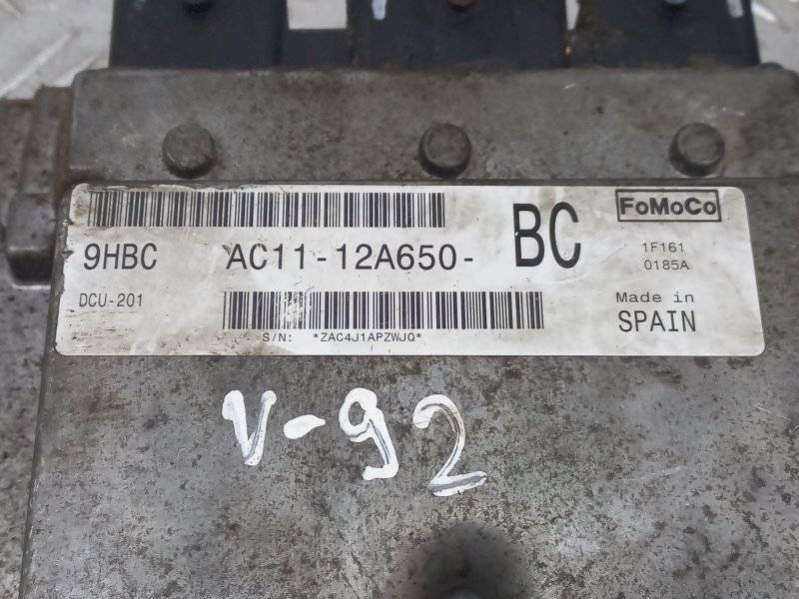 FoMoCo
9HBC AC11-12A650- BC
1F161
0185A
DCU-201
Made in
SPAIN
S/N: *ZAC4J1APZWJQ*
V-92